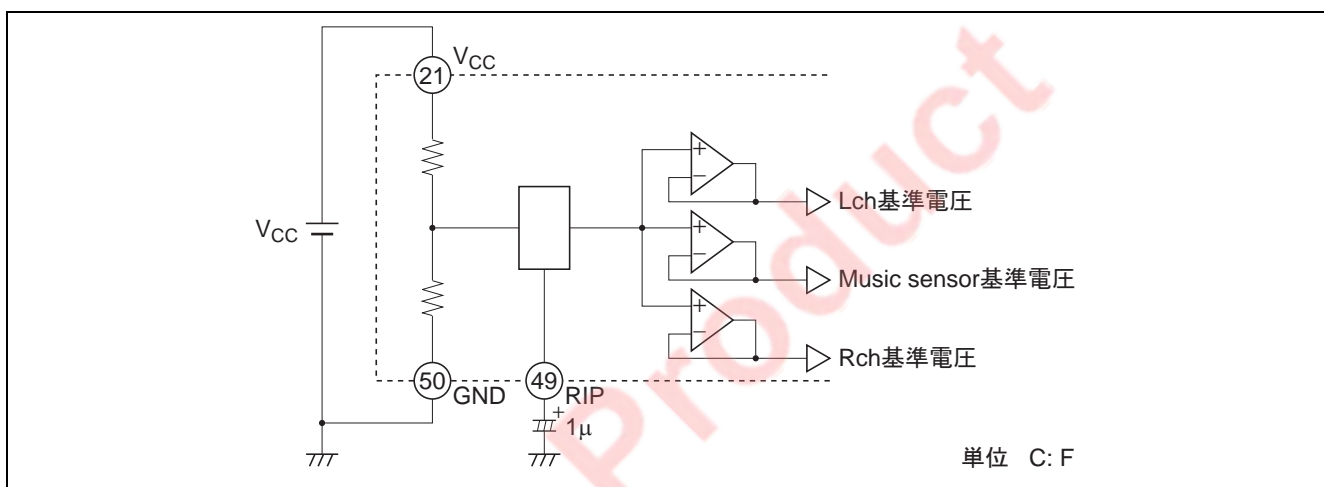 VCC
21
+
−
Lch基準電圧
VCC
+
−
Music sensor基準電圧
+
−
Rch基準電圧
50
GND
49
RIP
+
1μ
単位 C: F
Product